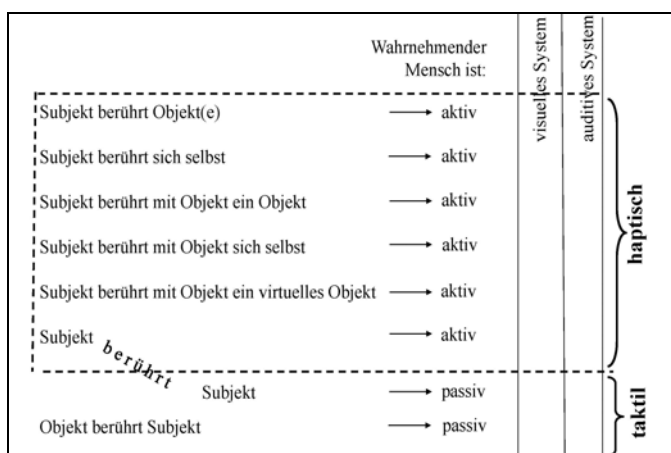 Wahrnehmender
Mensch ist:
visuelles System
auditives System
Subjekt berührt Objekt(e) → aktiv
Subjekt berührt sich selbst → aktiv
Subjekt berührt mit Objekt ein Objekt → aktiv
Subjekt berührt mit Objekt sich selbst → aktiv
Subjekt berührt mit Objekt ein virtuelles Objekt → aktiv
Subjekt → aktiv
berührt
Subjekt → passiv
Objekt berührt Subjekt → passiv
haptisch
taktil